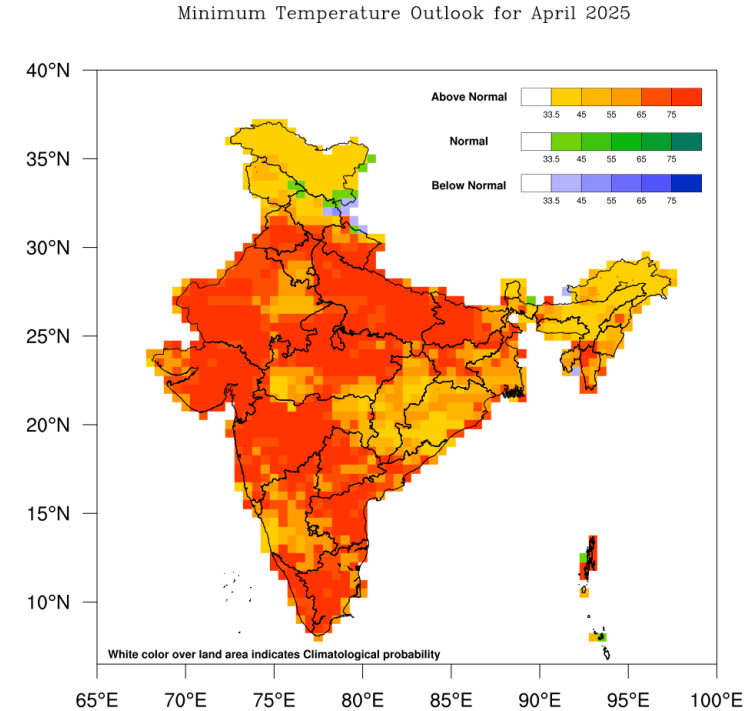 Minimum Temperature Outlook for April 2025
40°N
35°N
30°N
25°N
20°N
15°N
10°N
Above Normal
33.5 45 55 65 75
Normal
33.5 45 55 65 75
Below Normal
33.5 45 55 65 75
White color over land area indicates Climatological probability
65°E 70°E 75°E 80°E 85°E 90°E 95°E 100°E